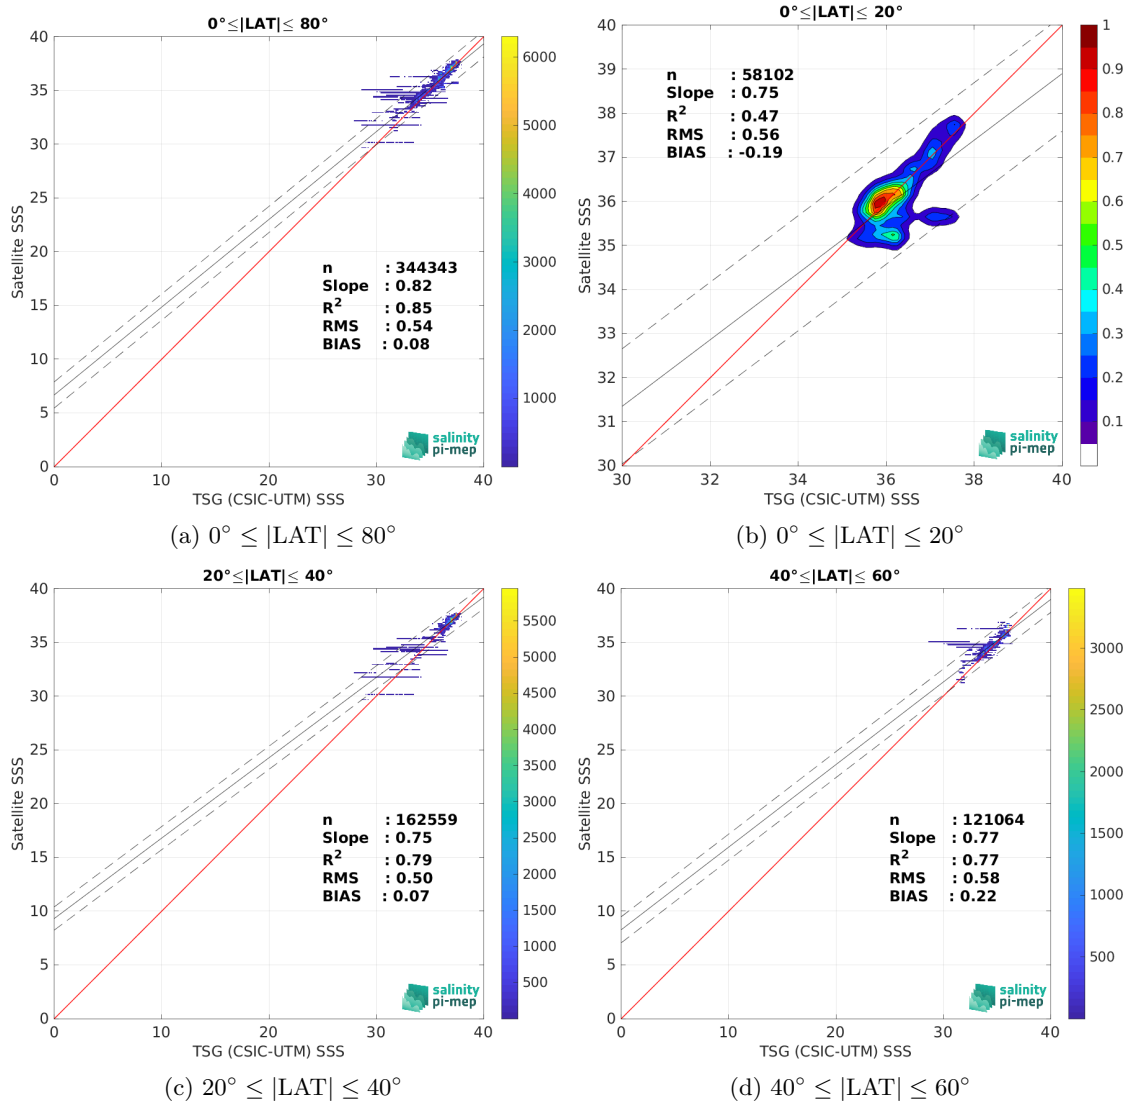 0°≤|LAT|≤ 80°
40
35
30
25
20
15
10
5
0
Satellite SSS
n : 344343
Slope : 0.82
R² : 0.85
RMS : 0.54
BIAS : 0.08
salinity
pi-mep
0 10 20 30 40
TSG (CSIC-UTM) SSS
6000
5000
4000
3000
2000
1000
(a) 0° ≤ |LAT| ≤ 80°
0°≤|LAT|≤ 20°
40
39
38
37
36
35
34
33
32
31
30
Satellite SSS
n : 58102
Slope : 0.75
R² : 0.47
RMS : 0.56
BIAS : -0.19
salinity
pi-mep
30 32 34 36 38 40
TSG (CSIC-UTM) SSS
1
0.9
0.8
0.7
0.6
0.5
0.4
0.3
0.2
0.1
(b) 0° ≤ |LAT| ≤ 20°
20°≤|LAT|≤ 40°
40
35
30
25
20
15
10
5
0
Satellite SSS
n : 162559
Slope : 0.75
R² : 0.79
RMS : 0.50
BIAS : 0.07
salinity
pi-mep
0 10 20 30 40
TSG (CSIC-UTM) SSS
5500
5000
4500
4000
3500
3000
2500
2000
1500
1000
500
(c) 20° ≤ |LAT| ≤ 40°
40°≤|LAT|≤ 60°
40
35
30
25
20
15
10
5
0
Satellite SSS
n : 121064
Slope : 0.77
R² : 0.77
RMS : 0.58
BIAS : 0.22
salinity
pi-mep
0 10 20 30 40
TSG (CSIC-UTM) SSS
3000
2500
2000
1500
1000
500
(d) 40° ≤ |LAT| ≤ 60°